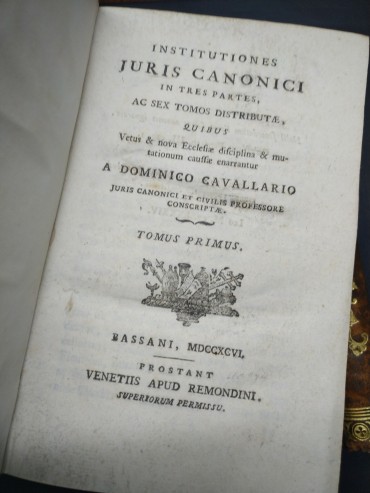 INSTITUTIONES
JURIS CANONICI
IN TRES PARTES,
AC SEX TOMOS DISTRIBUTÆ,
QUIBUS
Vetus & nova Ecclesiæ disciplina & mu-
tationum caussæ enarrantur
A DOMINICO CAVALLARIO
JURIS CANONICI ET CIVILIS PROFESSORE
CONSCRIPTÆ.
TOMUS PRIMUS.
BASSANI, MDCCXCVI.
PROSTANT
VENETIIS APUD REMONDINI.
SUPERIORUM PERMISSU.